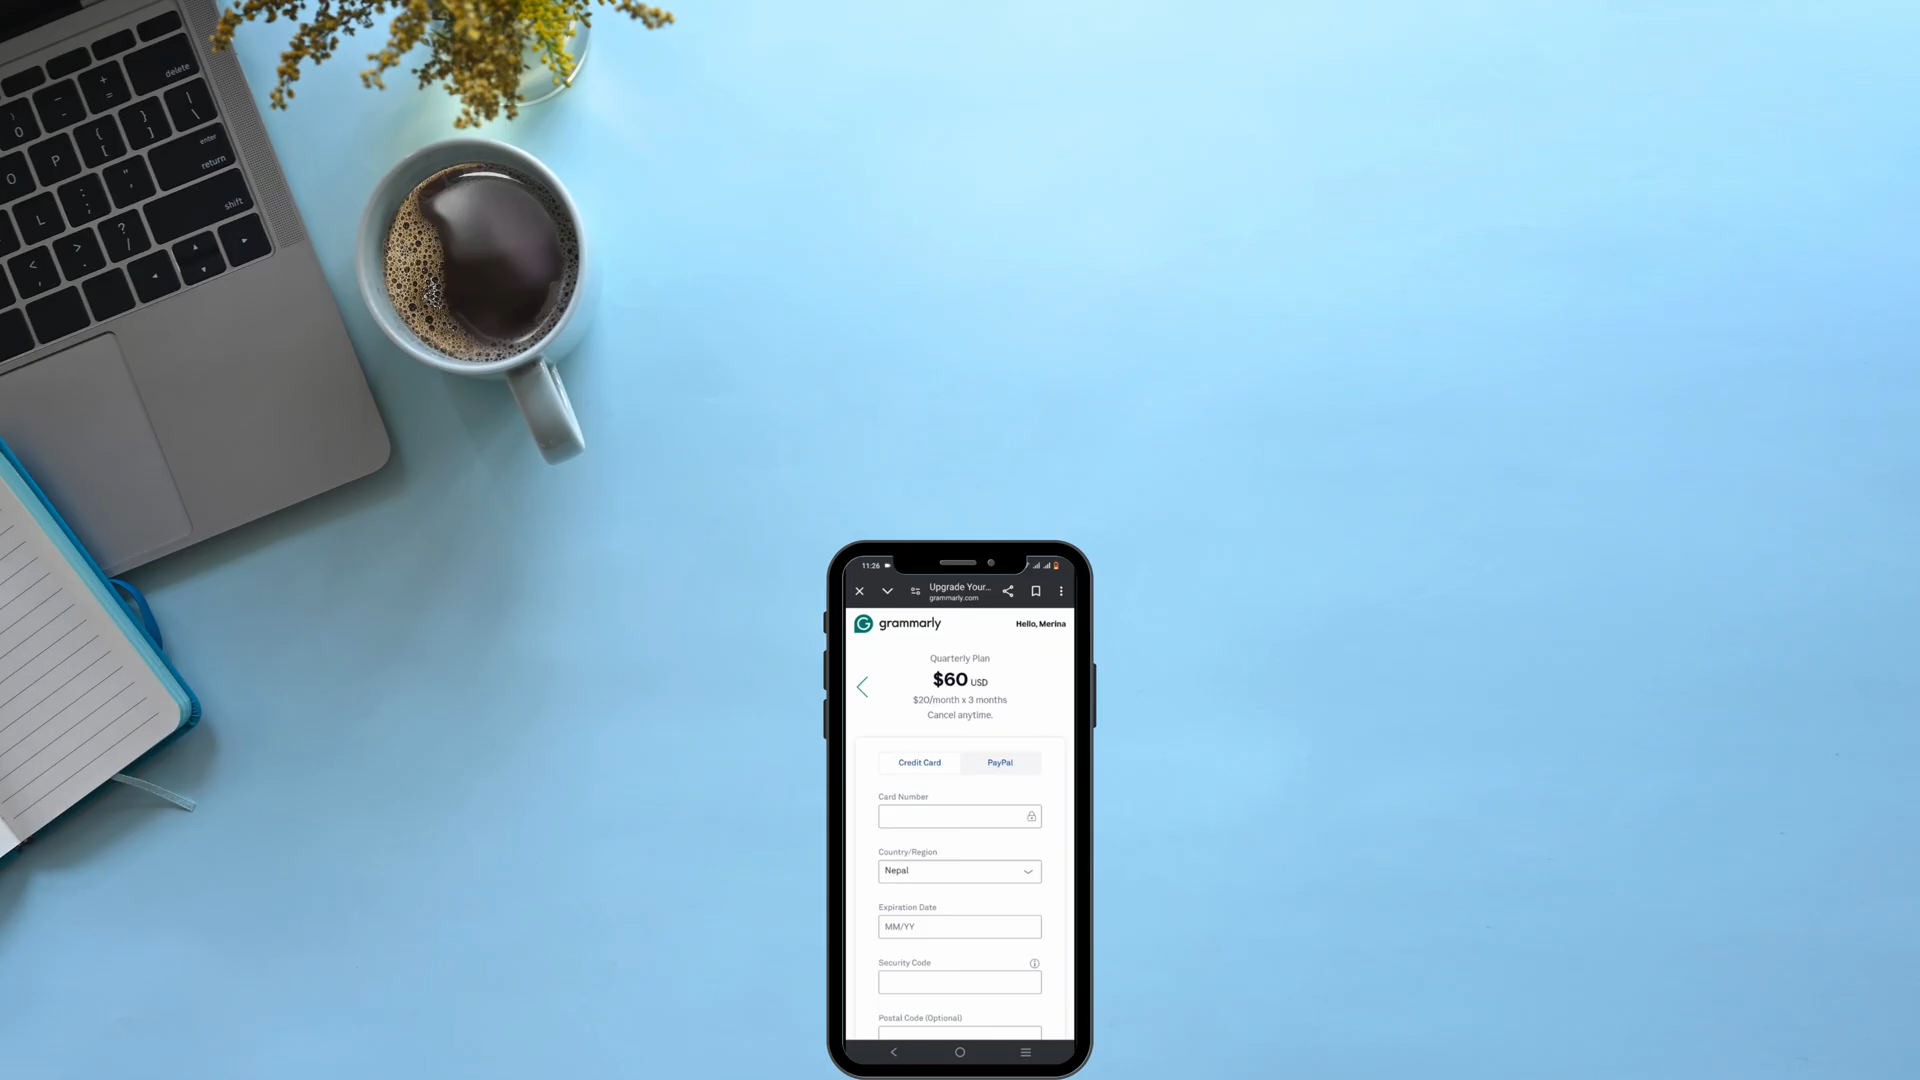 delete
+
=
-
}
]
{
[
|
\
enter
return
0
P
O
"
'
:
;
L
shift
?
/
>
.
<
,
11:26
Upgrade Your...
grammarly.com
grammarly
Hello, Merina
Quarterly Plan
$60 USD
$20/month x 3 months
Cancel anytime.
Credit Card
PayPal
Card Number
Country/Region
Nepal
Expiration Date
MM/YY
Security Code
Postal Code (Optional)